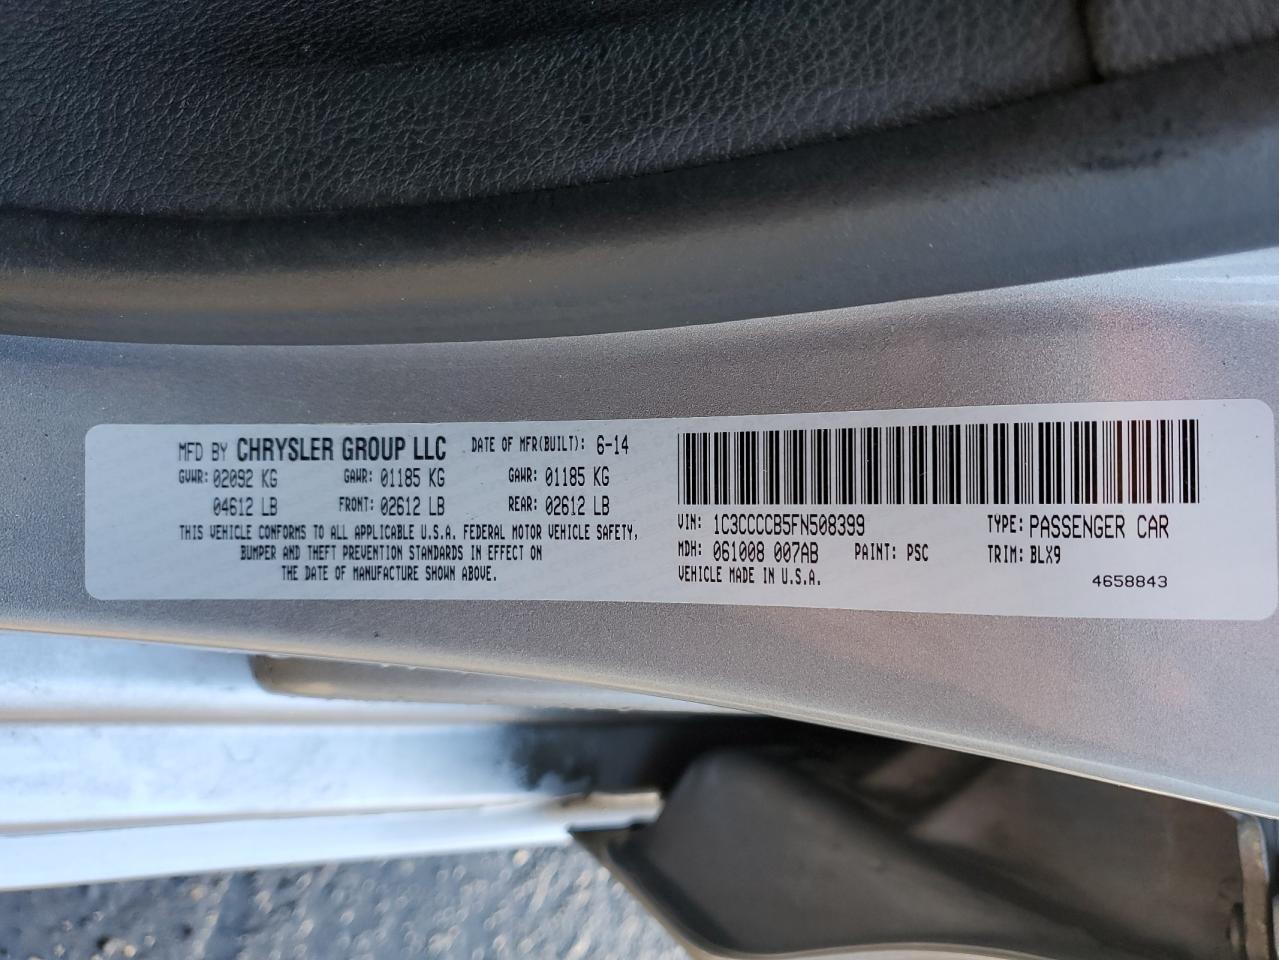 MFD BY CHRYSLER GROUP LLC DATE OF MFR(BUILT): 6-14
GVWR: 02092 KG GAWR: 01185 KG GAWR: 01185 KG
04612 LB FRONT: 02612 LB REAR: 02612 LB
THIS VEHICLE CONFORMS TO ALL APPLICABLE U.S.A. FEDERAL MOTOR VEHICLE SAFETY,
BUMPER AND THEFT PREVENTION STANDARDS IN EFFECT ON
THE DATE OF MANUFACTURE SHOWN ABOVE.
VIN: 1C3CCCCB5FN508399 TYPE: PASSENGER CAR
MDH: 061008 007AB PAINT: PSC TRIM: BLX9
VEHICLE MADE IN U.S.A.
4658843